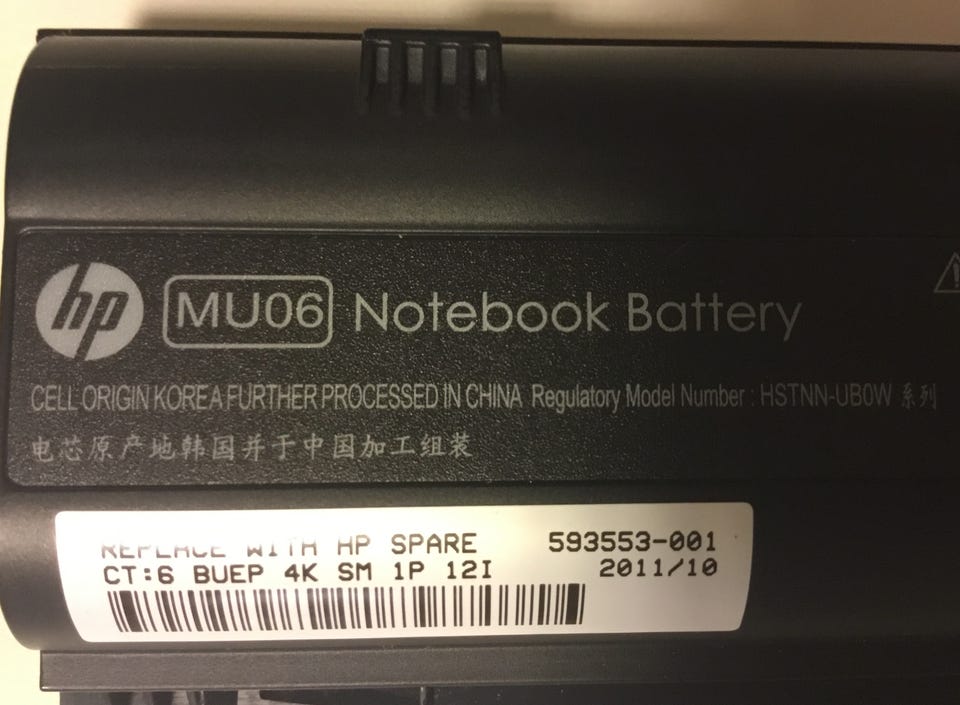 hp MU06 Notebook Battery
CELL ORIGIN KOREA FURTHER PROCESSED IN CHINA Regulatory Model Number : HSTNN-UB0W 系列
电芯原产地韩国并于中国加工组装
REPLACE WITH HP SPARE 593553-001
CT:6 BUEP 4K SM 1P 12I 2011/10